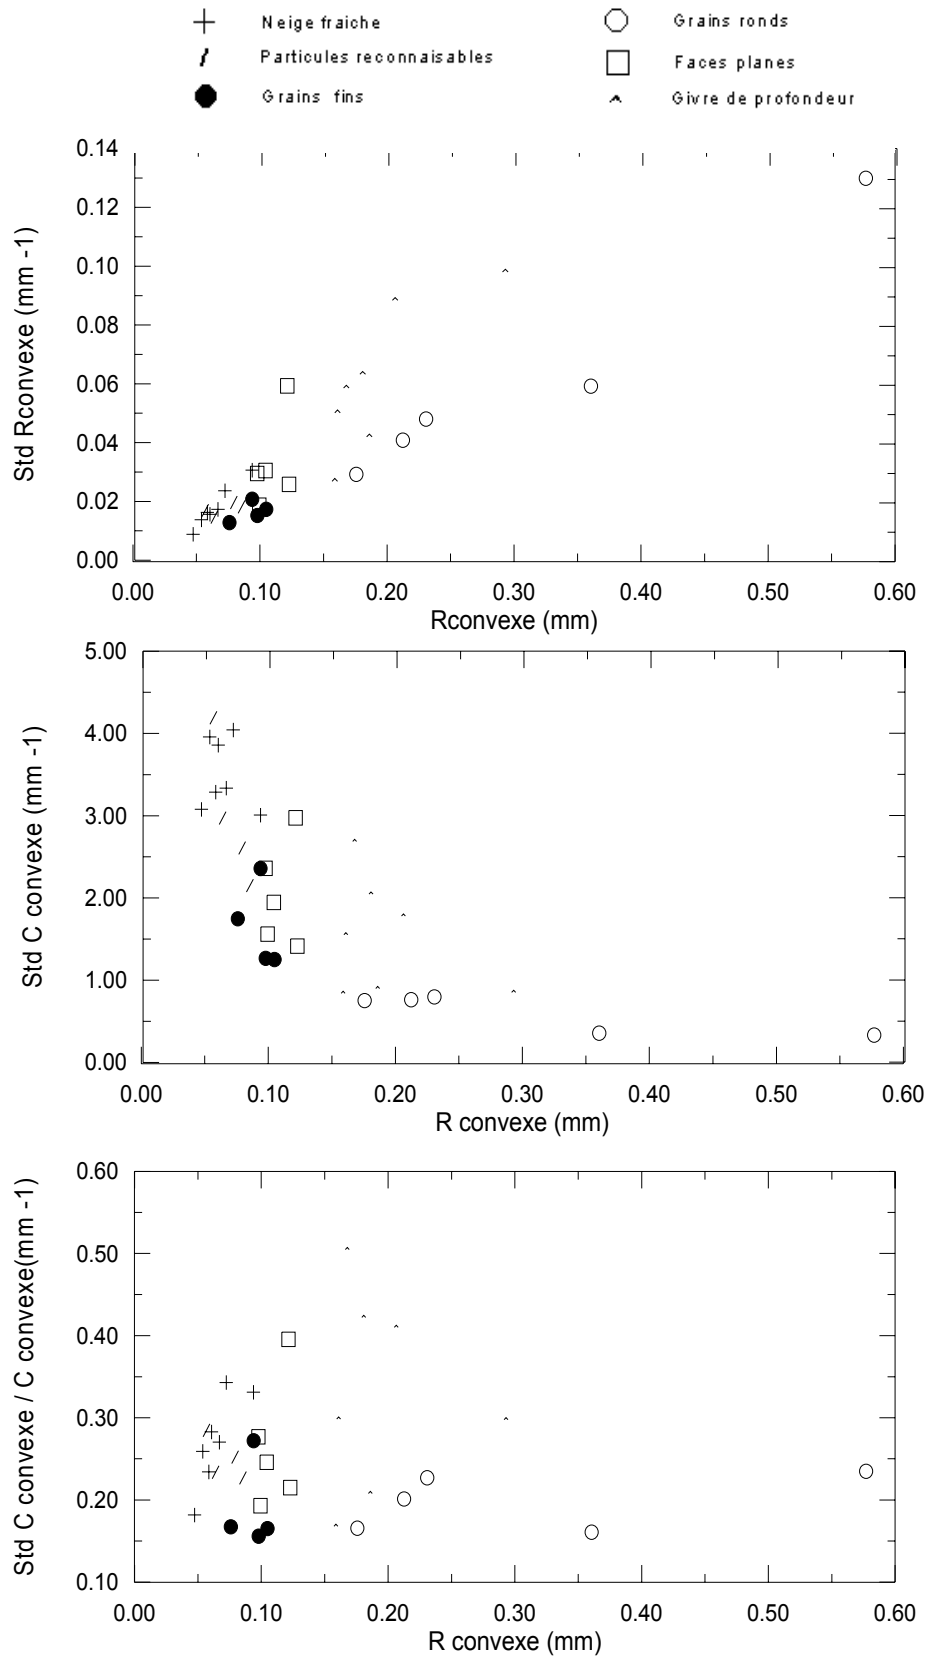 Neige fraiche
Grains ronds
Particules reconnaisables
Faces planes
Grains fins
Givre de profondeur
0.14
0.12
0.10
0.08
0.06
0.04
0.02
0.00
Std Rconvexe (mm -1)
0.00 0.10 0.20 0.30 0.40 0.50 0.60
Rconvexe (mm)
5.00
4.00
3.00
2.00
1.00
0.00
Std C convexe (mm -1)
0.00 0.10 0.20 0.30 0.40 0.50 0.60
R convexe (mm)
0.60
0.50
0.40
0.30
0.20
0.10
Std C convexe / C convexe(mm -1)
0.00 0.10 0.20 0.30 0.40 0.50 0.60
R convexe (mm)